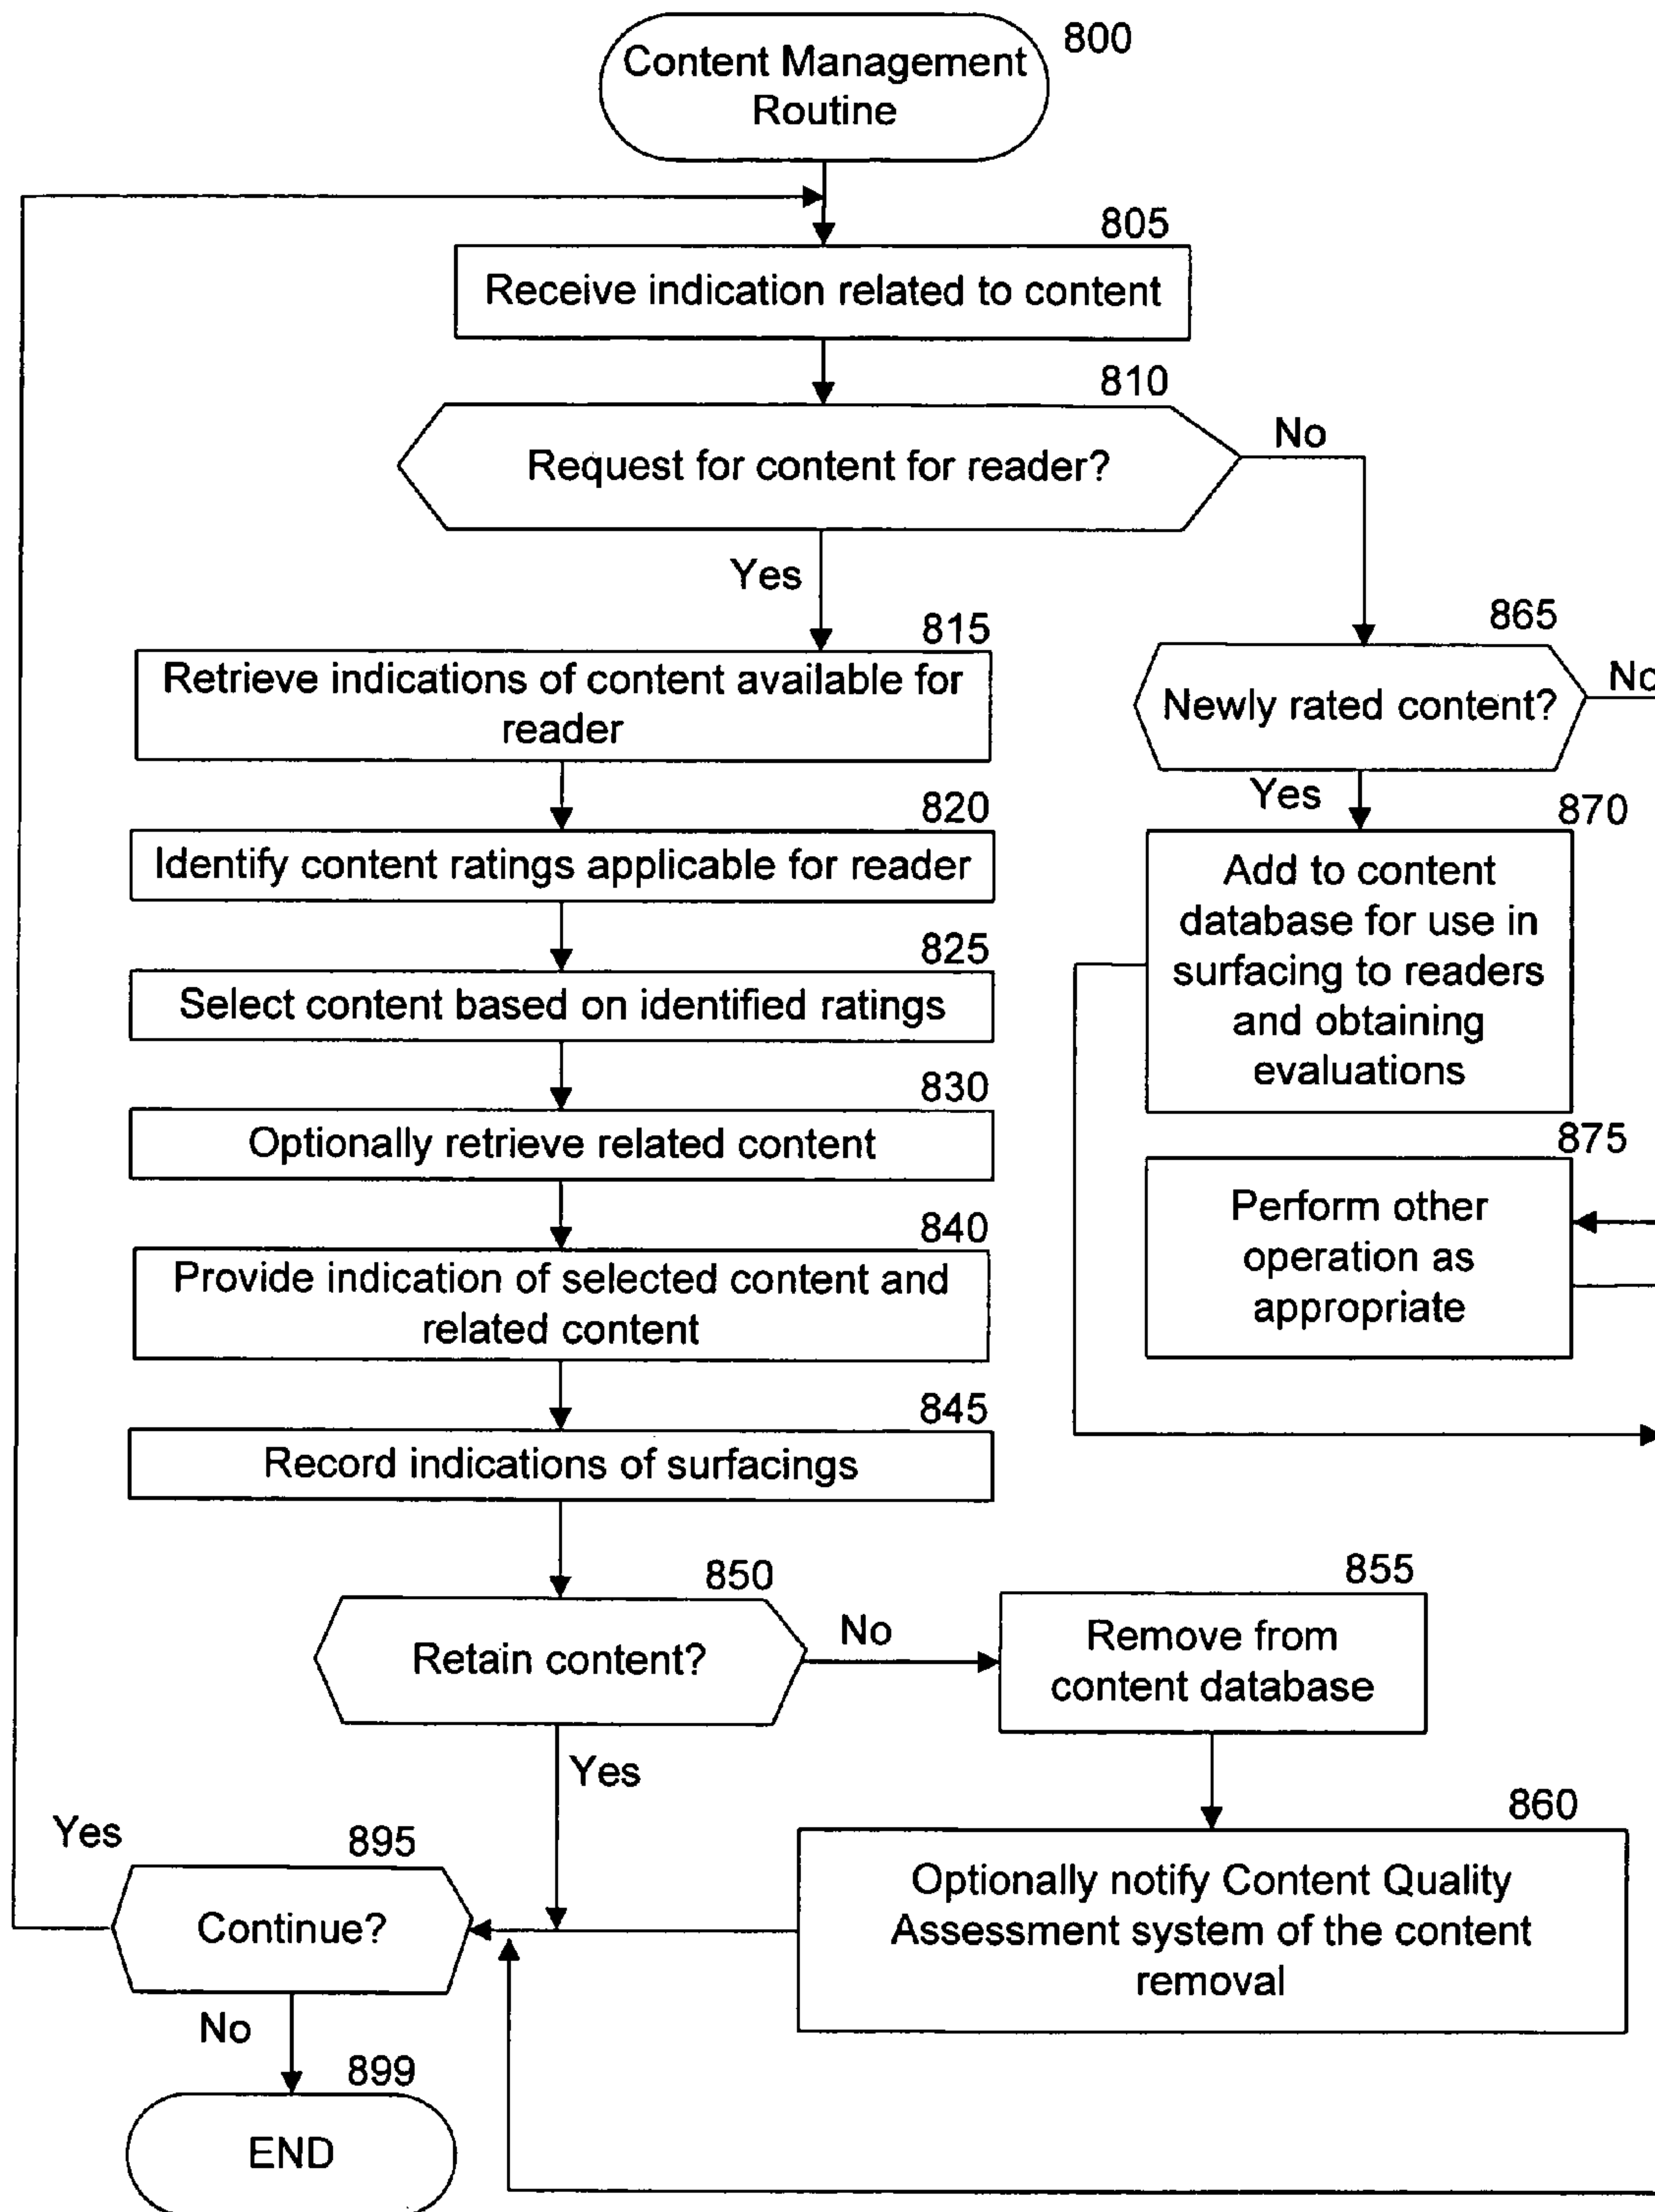 Content Management
Routine
800
805
Receive indication related to content
810
Request for content for reader?
No
Yes
815
Retrieve indications of content available for
reader
865
Newly rated content?
No
Yes
820
Identify content ratings applicable for reader
870
Add to content
database for use in
surfacing to readers
and obtaining
evaluations
825
Select content based on identified ratings
830
Optionally retrieve related content
875
Perform other
operation as
appropriate
840
Provide indication of selected content and
related content
845
Record indications of surfacings
850
Retain content?
No
Yes
855
Remove from
content database
860
Optionally notify Content Quality
Assessment system of the content
removal
Yes
895
Continue?
No
899
END